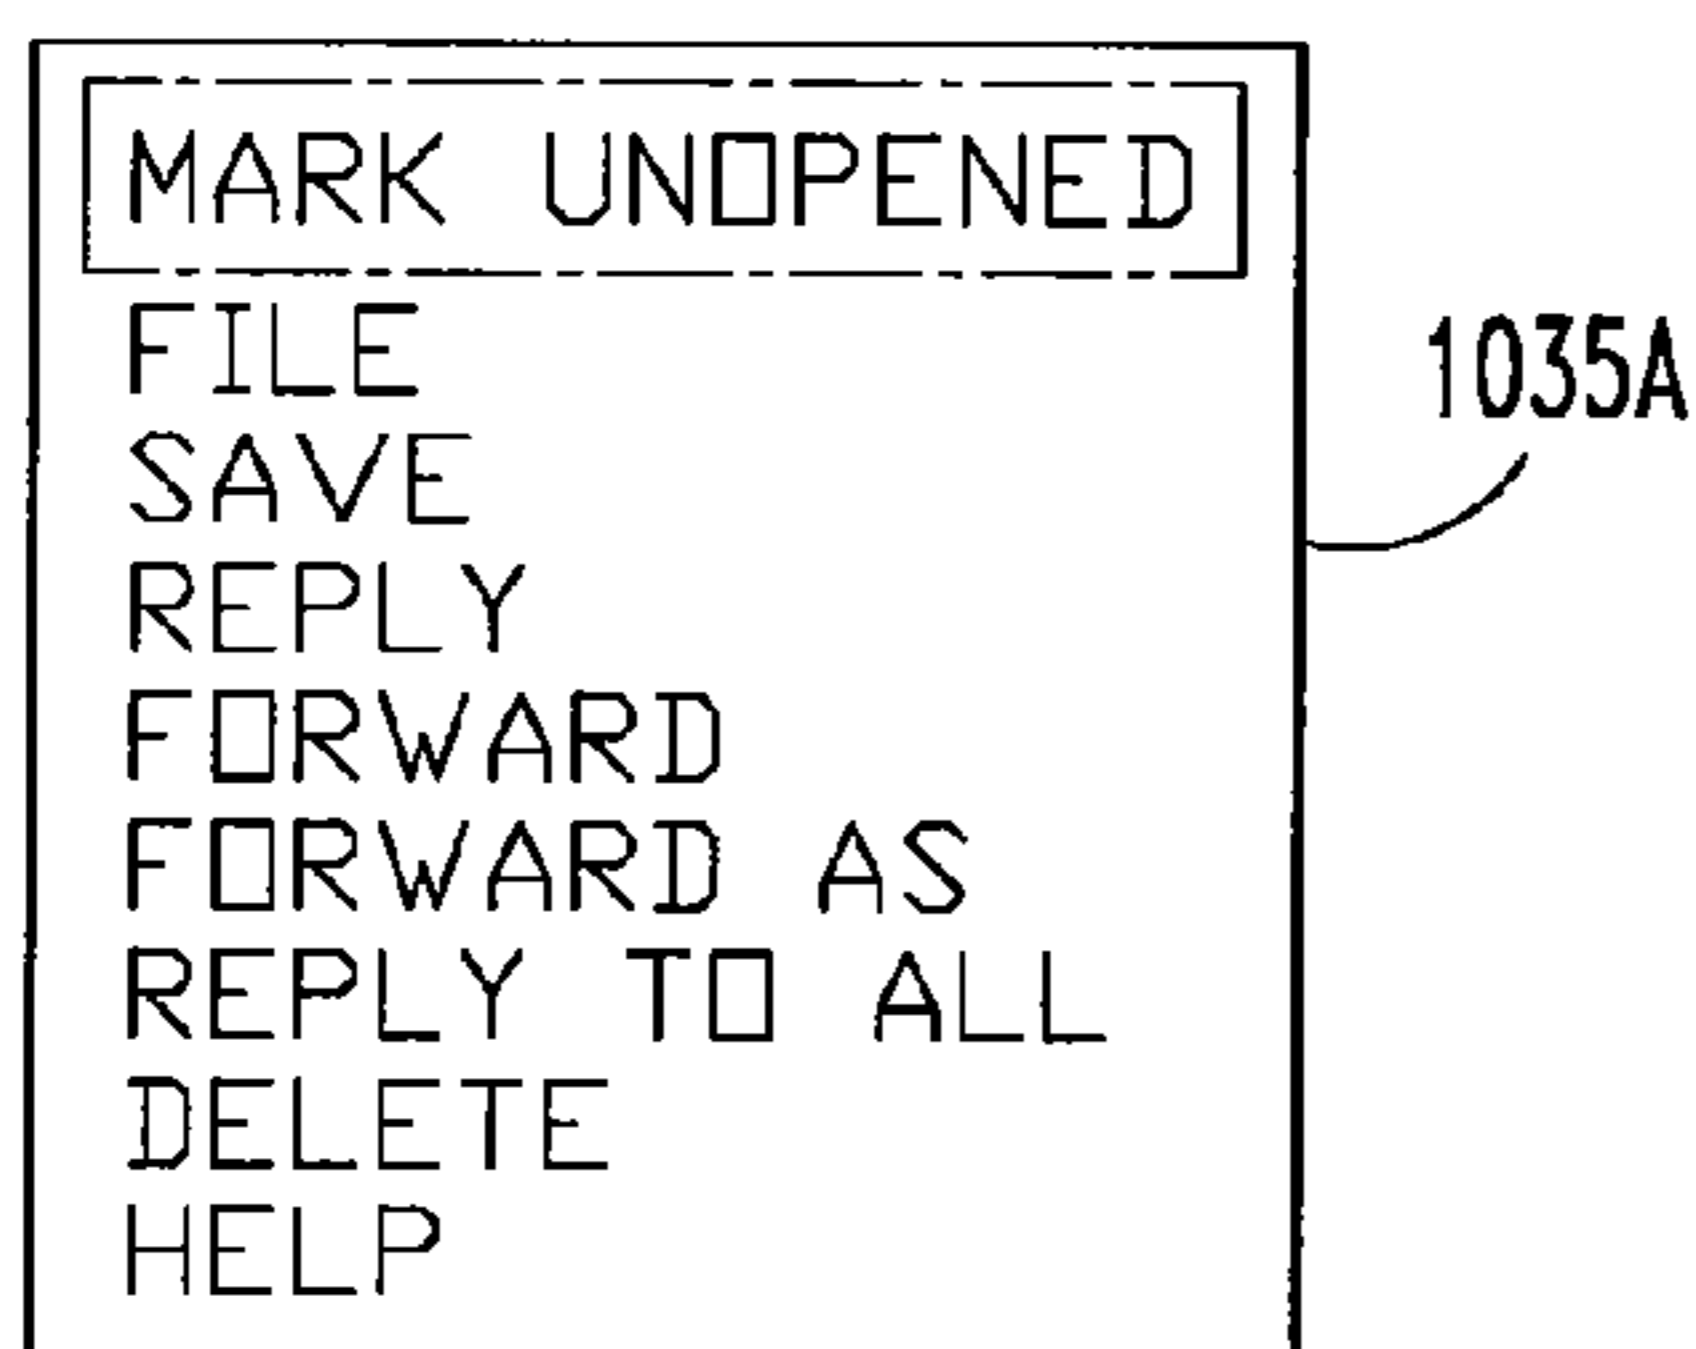 MARK UNOPENED
FILE
SAVE
REPLY
FORWARD
FORWARD AS
REPLY TO ALL
DELETE
HELP
1035A